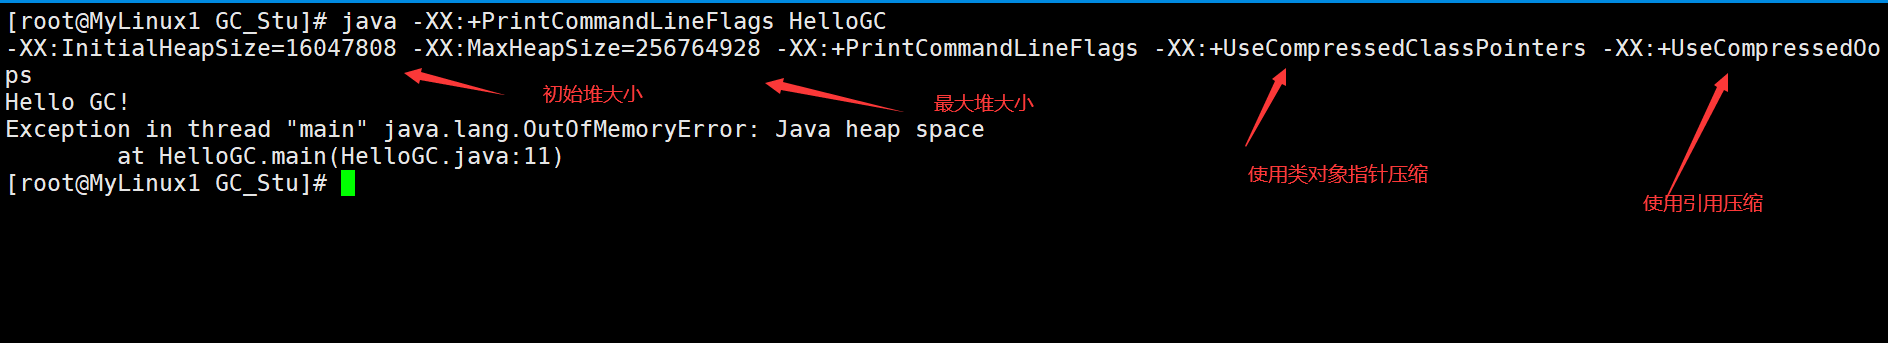 [root@MyLinux1 GC_Stu]# java -XX:+PrintCommandLineFlags HelloGC
-XX:InitialHeapSize=16047808 -XX:MaxHeapSize=256764928 -XX:+PrintCommandLineFlags -XX:+UseCompressedClassPointers -XX:+UseCompressedOo
ps
初始堆大小
最大堆大小
Hello GC!
Exception in thread "main" java.lang.OutOfMemoryError: Java heap space
at HelloGC.main(HelloGC.java:11)
使用类对象指针压缩
[root@MyLinux1 GC_Stu]#
使用引用压缩